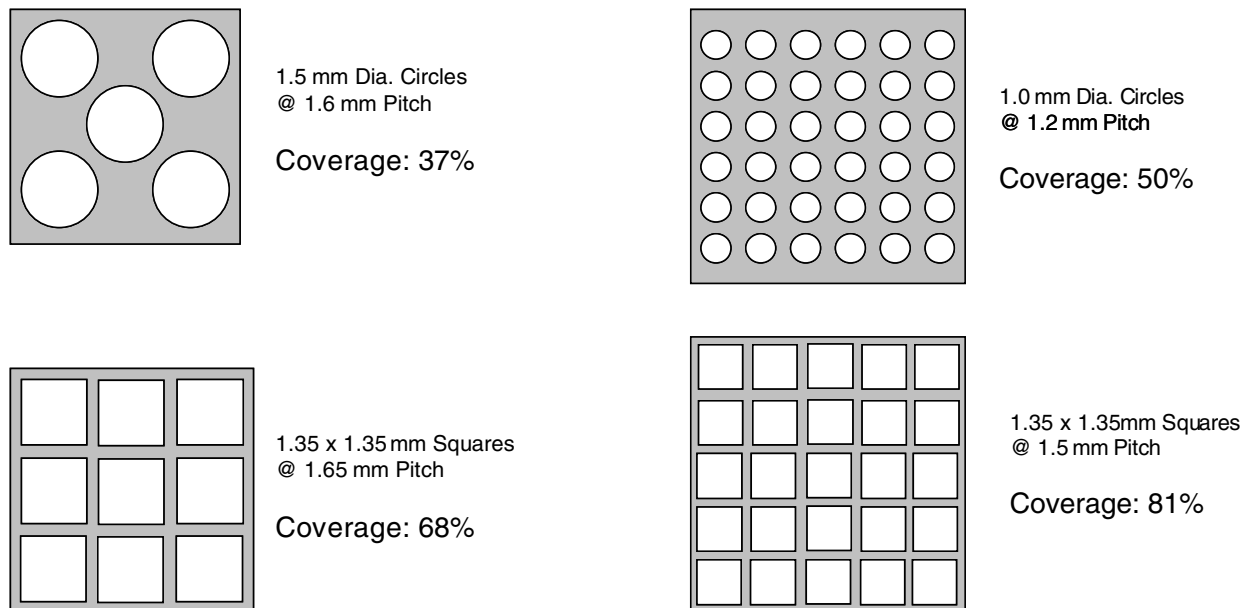 1.5 mm Dia. Circles
@ 1.6 mm Pitch
Coverage: 37%
1.0 mm Dia. Circles
@ 1.2 mm Pitch
Coverage: 50%
1.35 x 1.35 mm Squares
@ 1.65 mm Pitch
Coverage: 68%
1.35 x 1.35mm Squares
@ 1.5 mm Pitch
Coverage: 81%